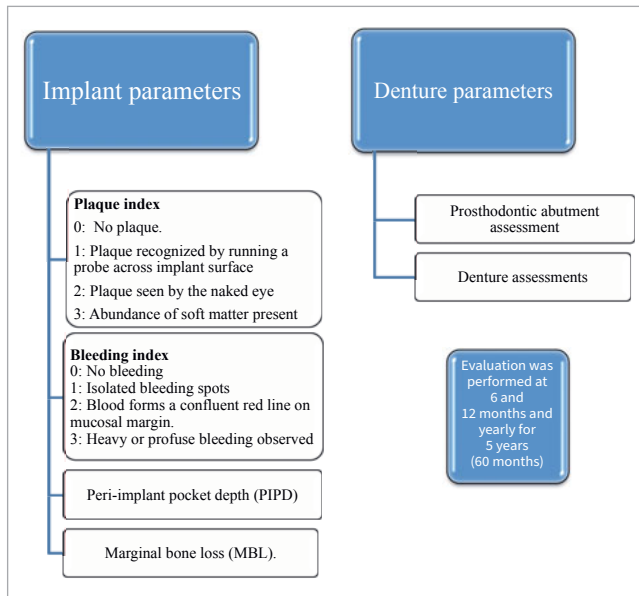 Implant parameters
Plaque index
0:  No plaque.
1: Plaque recognized by running a
probe across implant surface
2: Plaque seen by the naked eye
3: Abundance of soft matter present
Bleeding index
0: No bleeding
1: Isolated bleeding spots
2: Blood forms a confluent red line on
mucosal margin.
3: Heavy or profuse bleeding observed
Peri-implant pocket depth (PIPD)
Marginal bone loss (MBL).
Denture parameters
Prosthodontic abutment
assessment
Denture assessments
Evaluation was
performed at
6 and
12 months and
yearly for
5 years
(60 months)